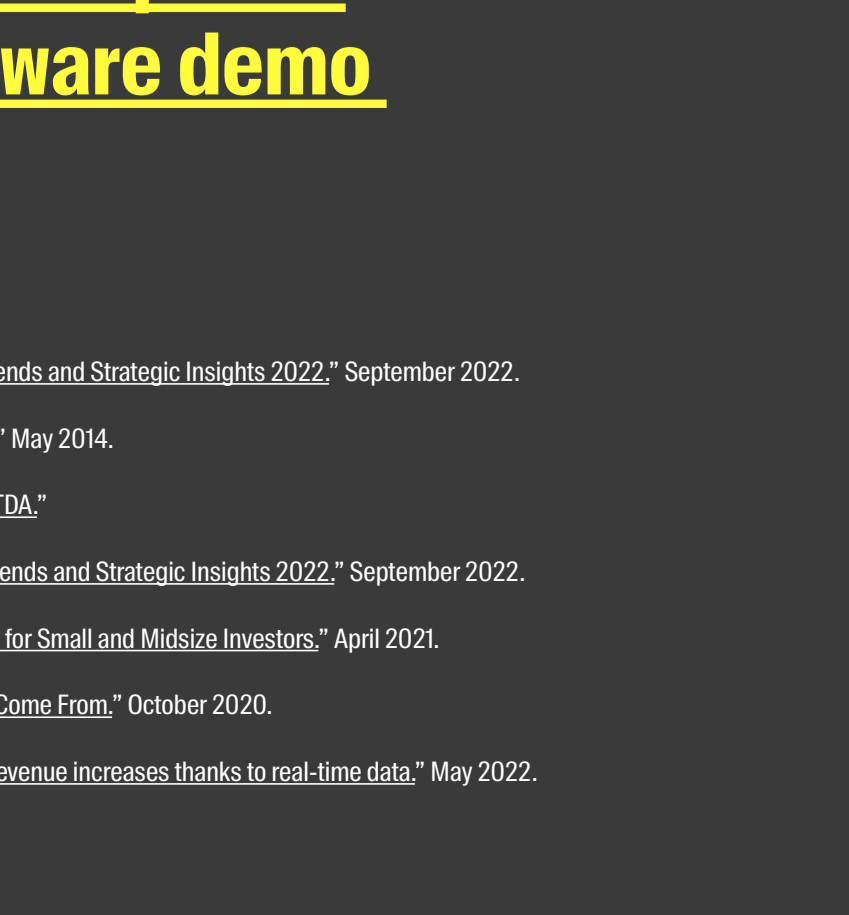 ware demo
ends and Strategic Insights 2022.” September 2022.
” May 2014.
TDA.”
ends and Strategic Insights 2022.” September 2022.
for Small and Midsize Investors.” April 2021.
Come From.” October 2020.
evenue increases thanks to real-time data.” May 2022.